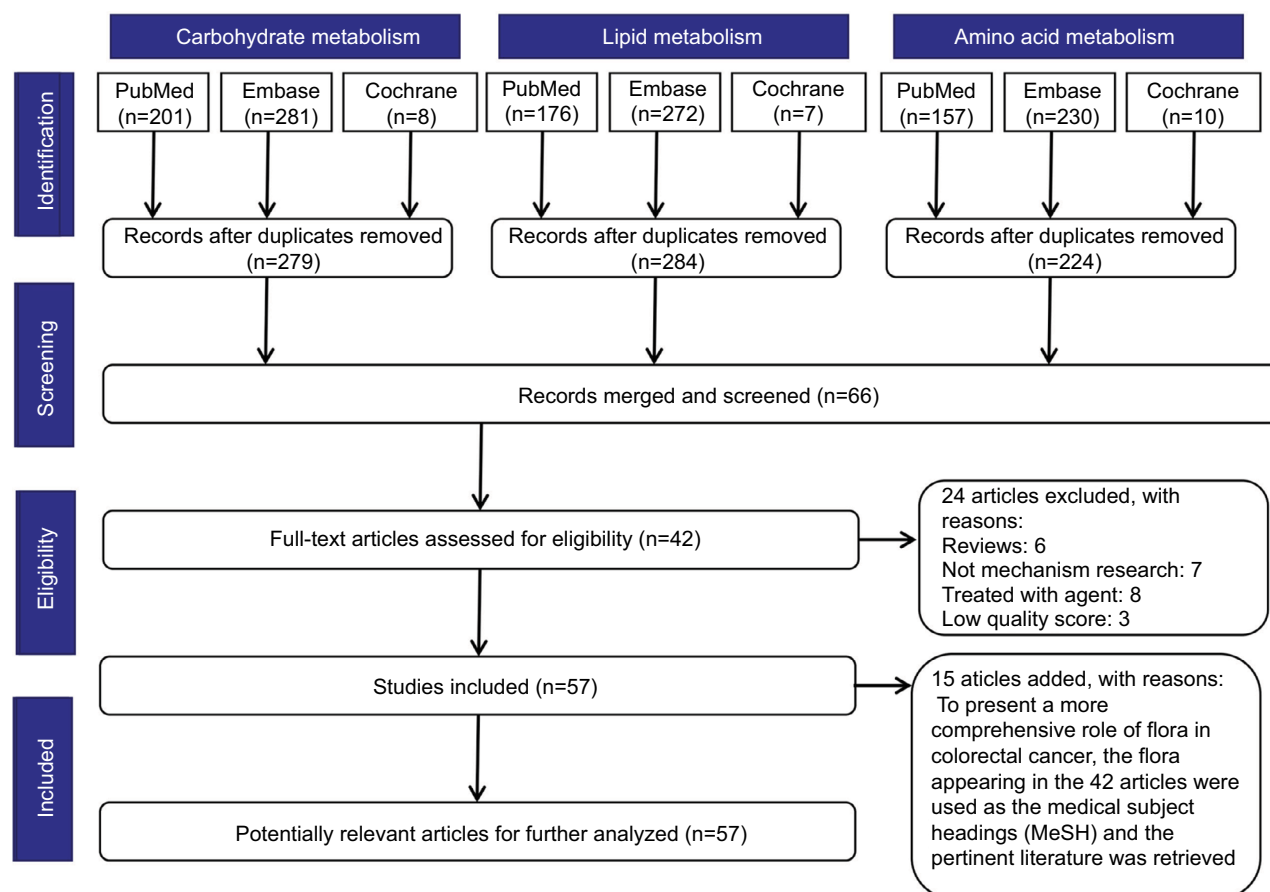 Carbohydrate metabolism
Lipid metabolism
Amino acid metabolism
Identification
PubMed
(n=201)
Embase
(n=281)
Cochrane
(n=8)
PubMed
(n=176)
Embase
(n=272)
Cochrane
(n=7)
PubMed
(n=157)
Embase
(n=230)
Cochrane
(n=10)
Records after duplicates removed
(n=279)
Records after duplicates removed
(n=284)
Records after duplicates removed
(n=224)
Screening
Records merged and screened (n=66)
Eligibility
Full-text articles assessed for eligibility (n=42)
24 articles excluded, with
reasons:
Reviews: 6
Not mechanism research: 7
Treated with agent: 8
Low quality score: 3
Included
Studies included (n=57)
15 aticles added, with reasons:
To present a more
comprehensive role of flora in
colorectal cancer, the flora
appearing in the 42 articles were
used as the medical subject
headings (MeSH) and the
pertinent literature was retrieved
Potentially relevant articles for further analyzed (n=57)